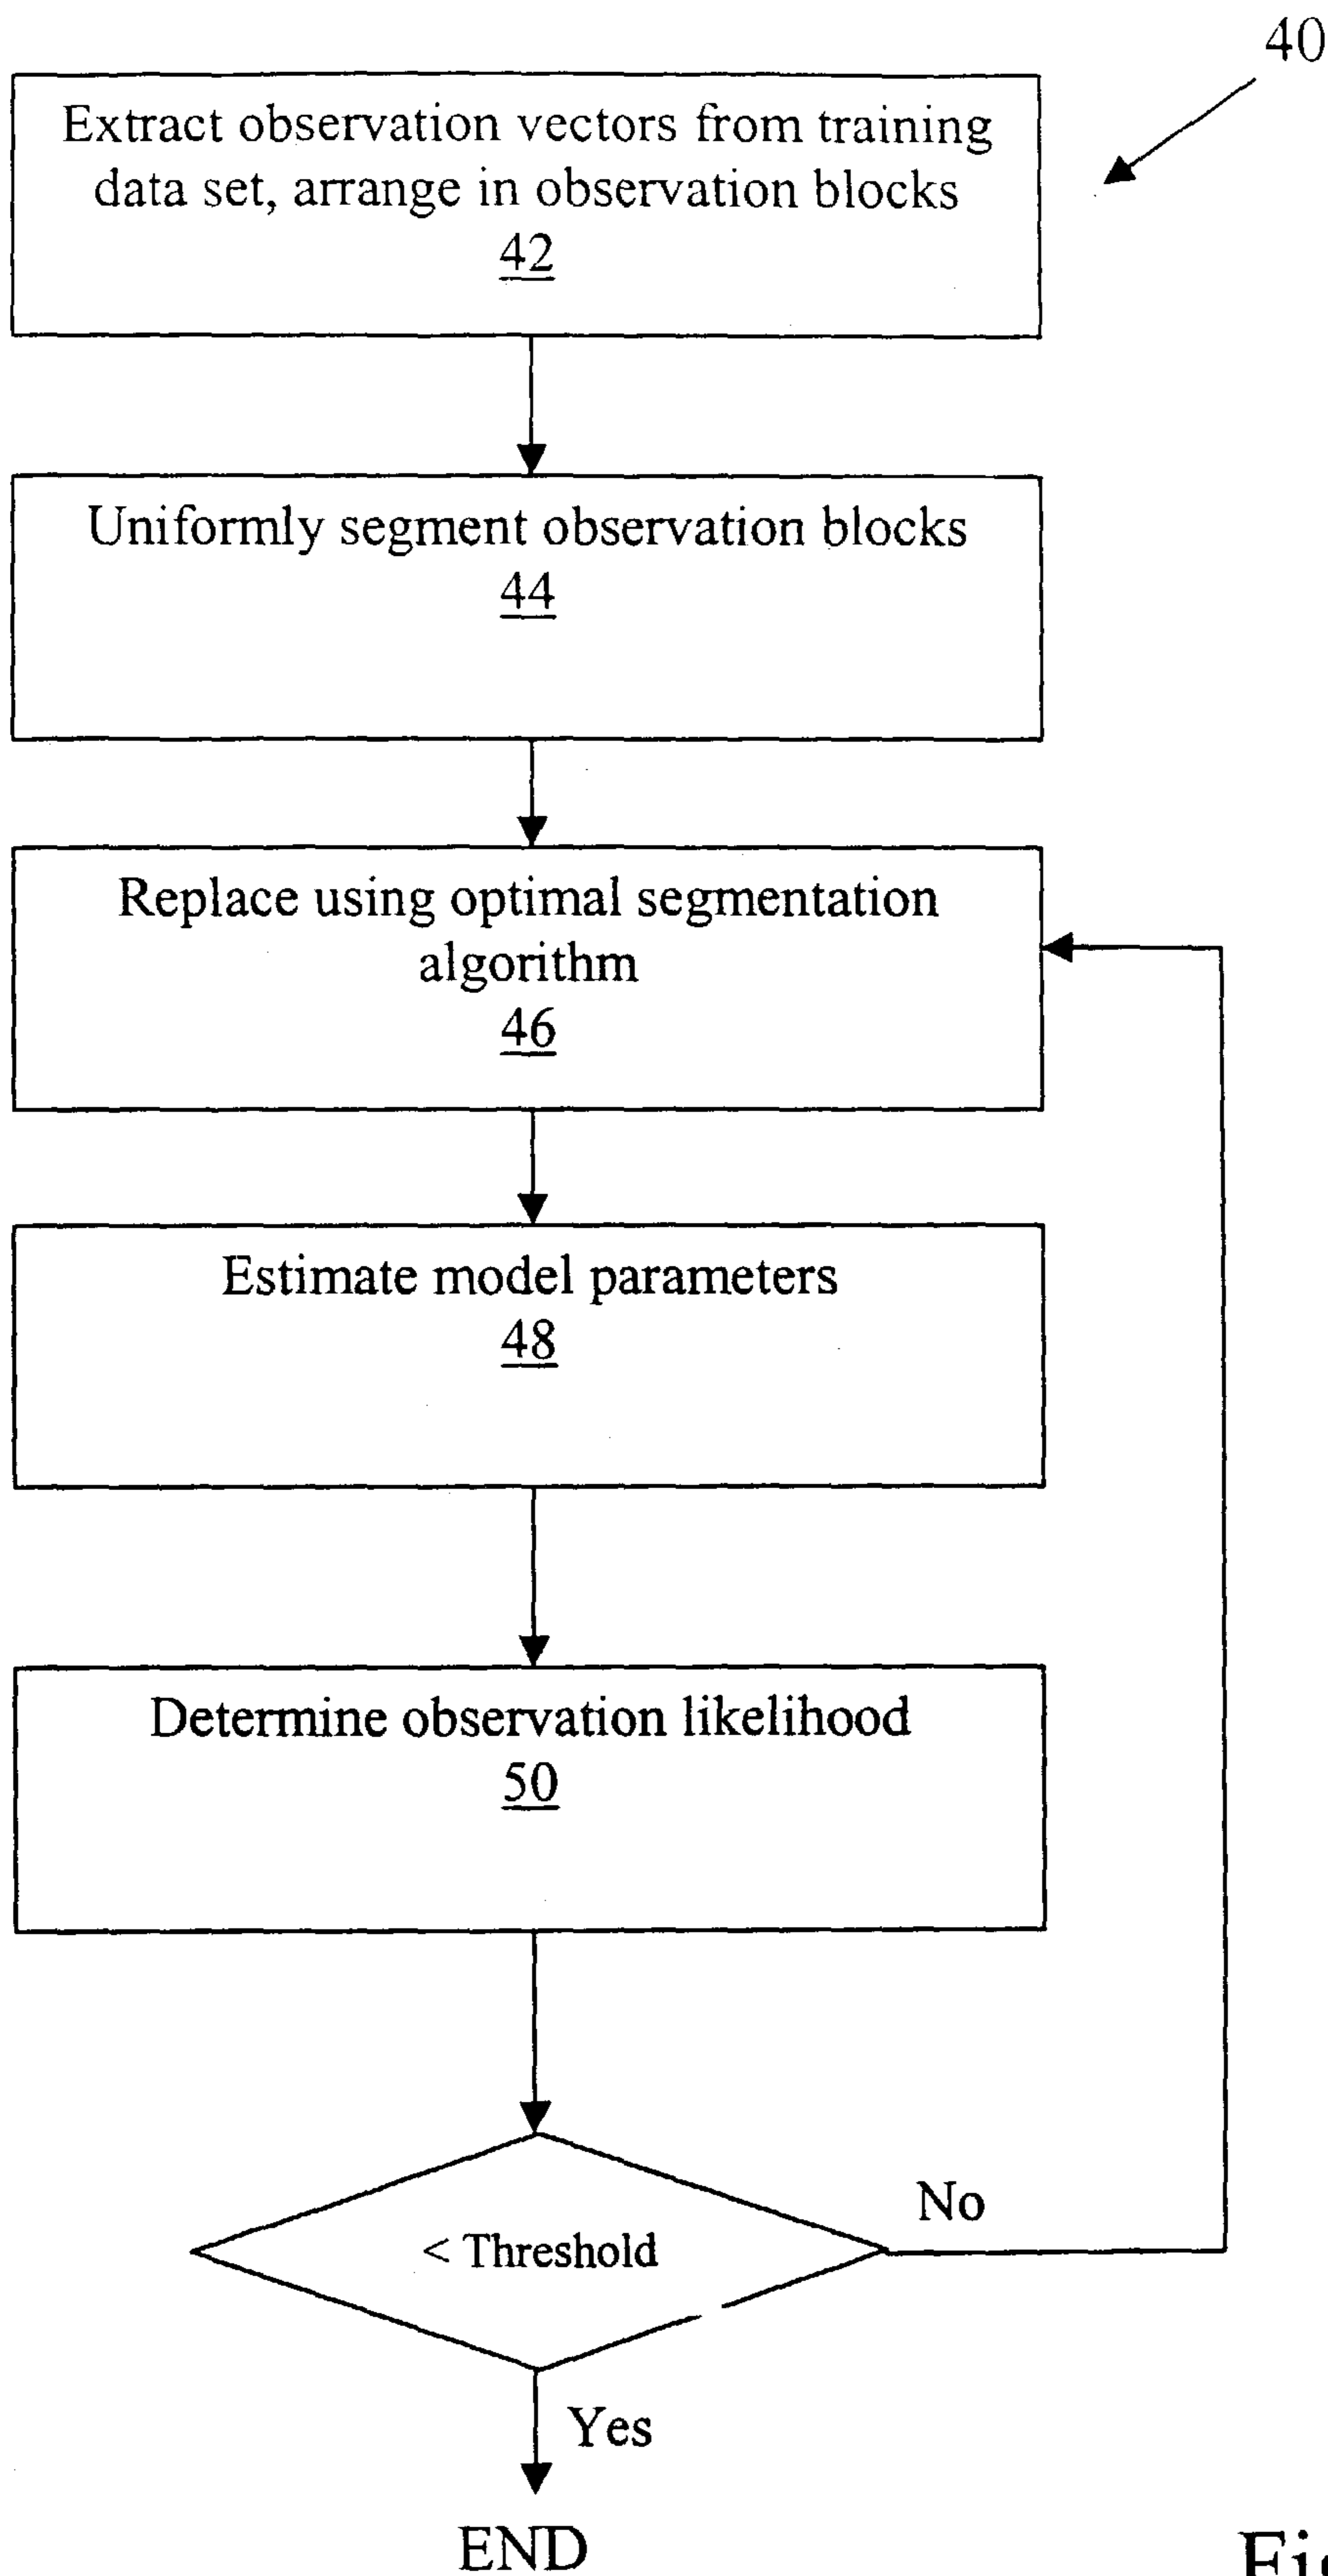 40
Extract observation vectors from training
data set, arrange in observation blocks
42
Uniformly segment observation blocks
44
Replace using optimal segmentation
algorithm
46
Estimate model parameters
48
Determine observation likelihood
50
No
< Threshold
Yes
END